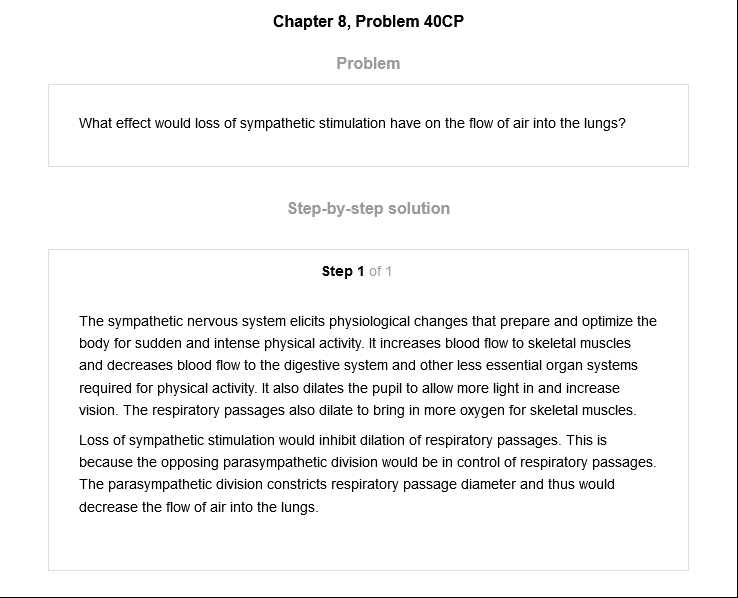 Chapter 8, Problem 40CP
Problem
What effect would loss of sympathetic stimulation have on the flow of air into the lungs?
Step-by-step solution
Step 1 of 1
The sympathetic nervous system elicits physiological changes that prepare and optimize the
body for sudden and intense physical activity. It increases blood flow to skeletal muscles
and decreases blood flow to the digestive system and other less essential organ systems
required for physical activity. It also dilates the pupil to allow more light in and increase
vision. The respiratory passages also dilate to bring in more oxygen for skeletal muscles.
Loss of sympathetic stimulation would inhibit dilation of respiratory passages. This is
because the opposing parasympathetic division would be in control of respiratory passages.
The parasympathetic division constricts respiratory passage diameter and thus would
decrease the flow of air into the lungs.